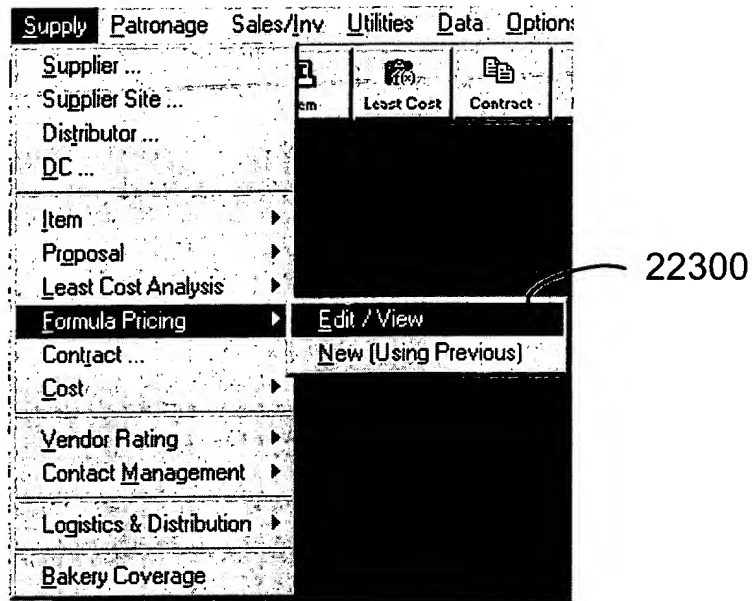 Supply Patronage Sales/Inv Utilities Data Options
Supplier ...
Supplier Site ...
Distributor ...
DC ...
Least Cost
Contract
Item
Proposal
Least Cost Analysis
Formula Pricing
Edit / View
22300
New (Using Previous)
Contract ...
Cost
Vendor Rating
Contact Management
Logistics & Distribution
Bakery Coverage